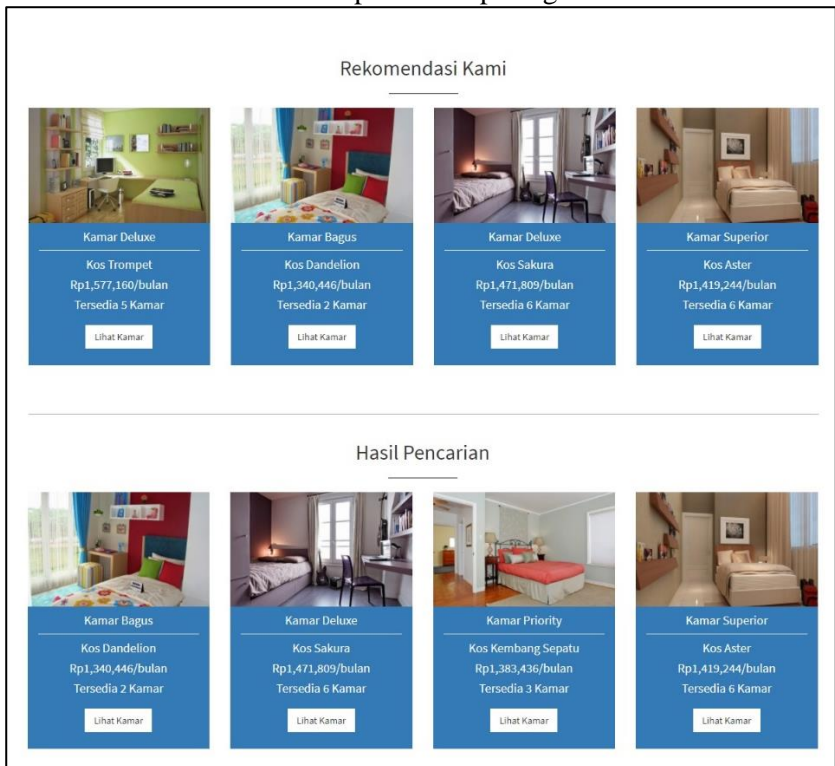 Rekomendasi Kami
Kamar Deluxe
Kos Trompet
Rp1,577,160/bulan
Tersedia 5 Kamar
Lihat Kamar
Kamar Bagus
Kos Dandelion
Rp1,340,446/bulan
Tersedia 2 Kamar
Lihat Kamar
Kamar Deluxe
Kos Sakura
Rp1,471,809/bulan
Tersedia 6 Kamar
Lihat Kamar
Kamar Superior
Kos Aster
Rp1,419,244/bulan
Tersedia 6 Kamar
Lihat Kamar
Hasil Pencarian
Kamar Bagus
Kos Dandelion
Rp1,340,446/bulan
Tersedia 2 Kamar
Lihat Kamar
Kamar Deluxe
Kos Sakura
Rp1,471,809/bulan
Tersedia 6 Kamar
Lihat Kamar
Kamar Priority
Kos Kembang Sepatu
Rp1,383,436/bulan
Tersedia 3 Kamar
Lihat Kamar
Kamar Superior
Kos Aster
Rp1,419,244/bulan
Tersedia 6 Kamar
Lihat Kamar